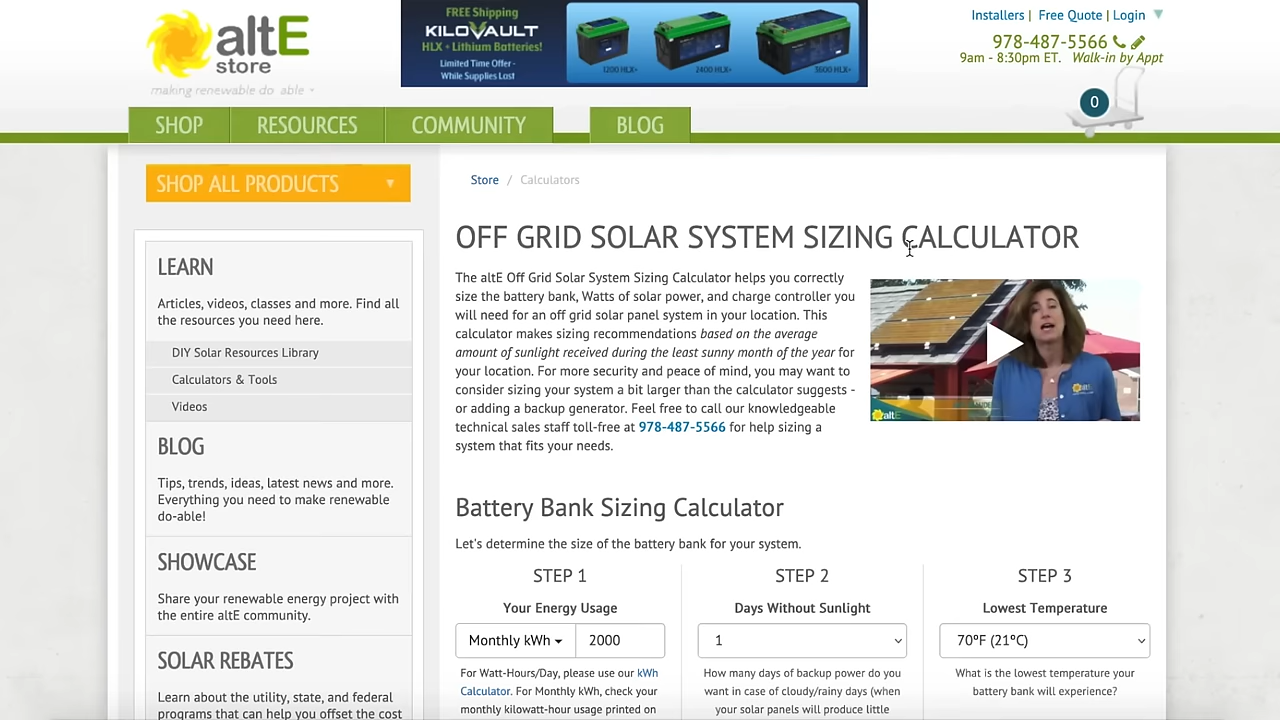 altE
store
making renewable do·able
FREE Shipping
KILOVAULT
HLX + Lithium Batteries!
Limited Time Offer -
While Supplies Last
1200 HLX+
2400 HLX+
3600 HLX+
Installers | Free Quote | Login
978-487-5566
9am - 8:30pm ET. Walk-in by Appt
0
SHOP
RESOURCES
COMMUNITY
BLOG
SHOP ALL PRODUCTS
LEARN
Articles, videos, classes and more. Find all
the resources you need here.
DIY Solar Resources Library
Calculators & Tools
Videos
BLOG
Tips, trends, ideas, latest news and more.
Everything you need to make renewable
do-able!
SHOWCASE
Share your renewable energy project with
the entire altE community.
SOLAR REBATES
Learn about the utility, state, and federal
programs that can help you offset the cost
Store / Calculators
OFF GRID SOLAR SYSTEM SIZING CALCULATOR
The altE Off Grid Solar System Sizing Calculator helps you correctly
size the battery bank, Watts of solar power, and charge controller you
will need for an off grid solar panel system in your location. This
calculator makes sizing recommendations based on the average
amount of sunlight received during the least sunny month of the year for
your location. For more security and peace of mind, you may want to
consider sizing your system a bit larger than the calculator suggests -
or adding a backup generator. Feel free to call our knowledgeable
technical sales staff toll-free at 978-487-5566 for help sizing a
system that fits your needs.
altE
Battery Bank Sizing Calculator
Let's determine the size of the battery bank for your system.
STEP 1
Your Energy Usage
Monthly kWh
2000
For Watt-Hours/Day, please use our kWh
Calculator. For Monthly kWh, check your
monthly kilowatt-hour usage printed on
STEP 2
Days Without Sunlight
1
How many days of backup power do you
want in case of cloudy/rainy days (when
your solar panels will produce little
STEP 3
Lowest Temperature
70ºF (21ºC)
What is the lowest temperature your
battery bank will experience?